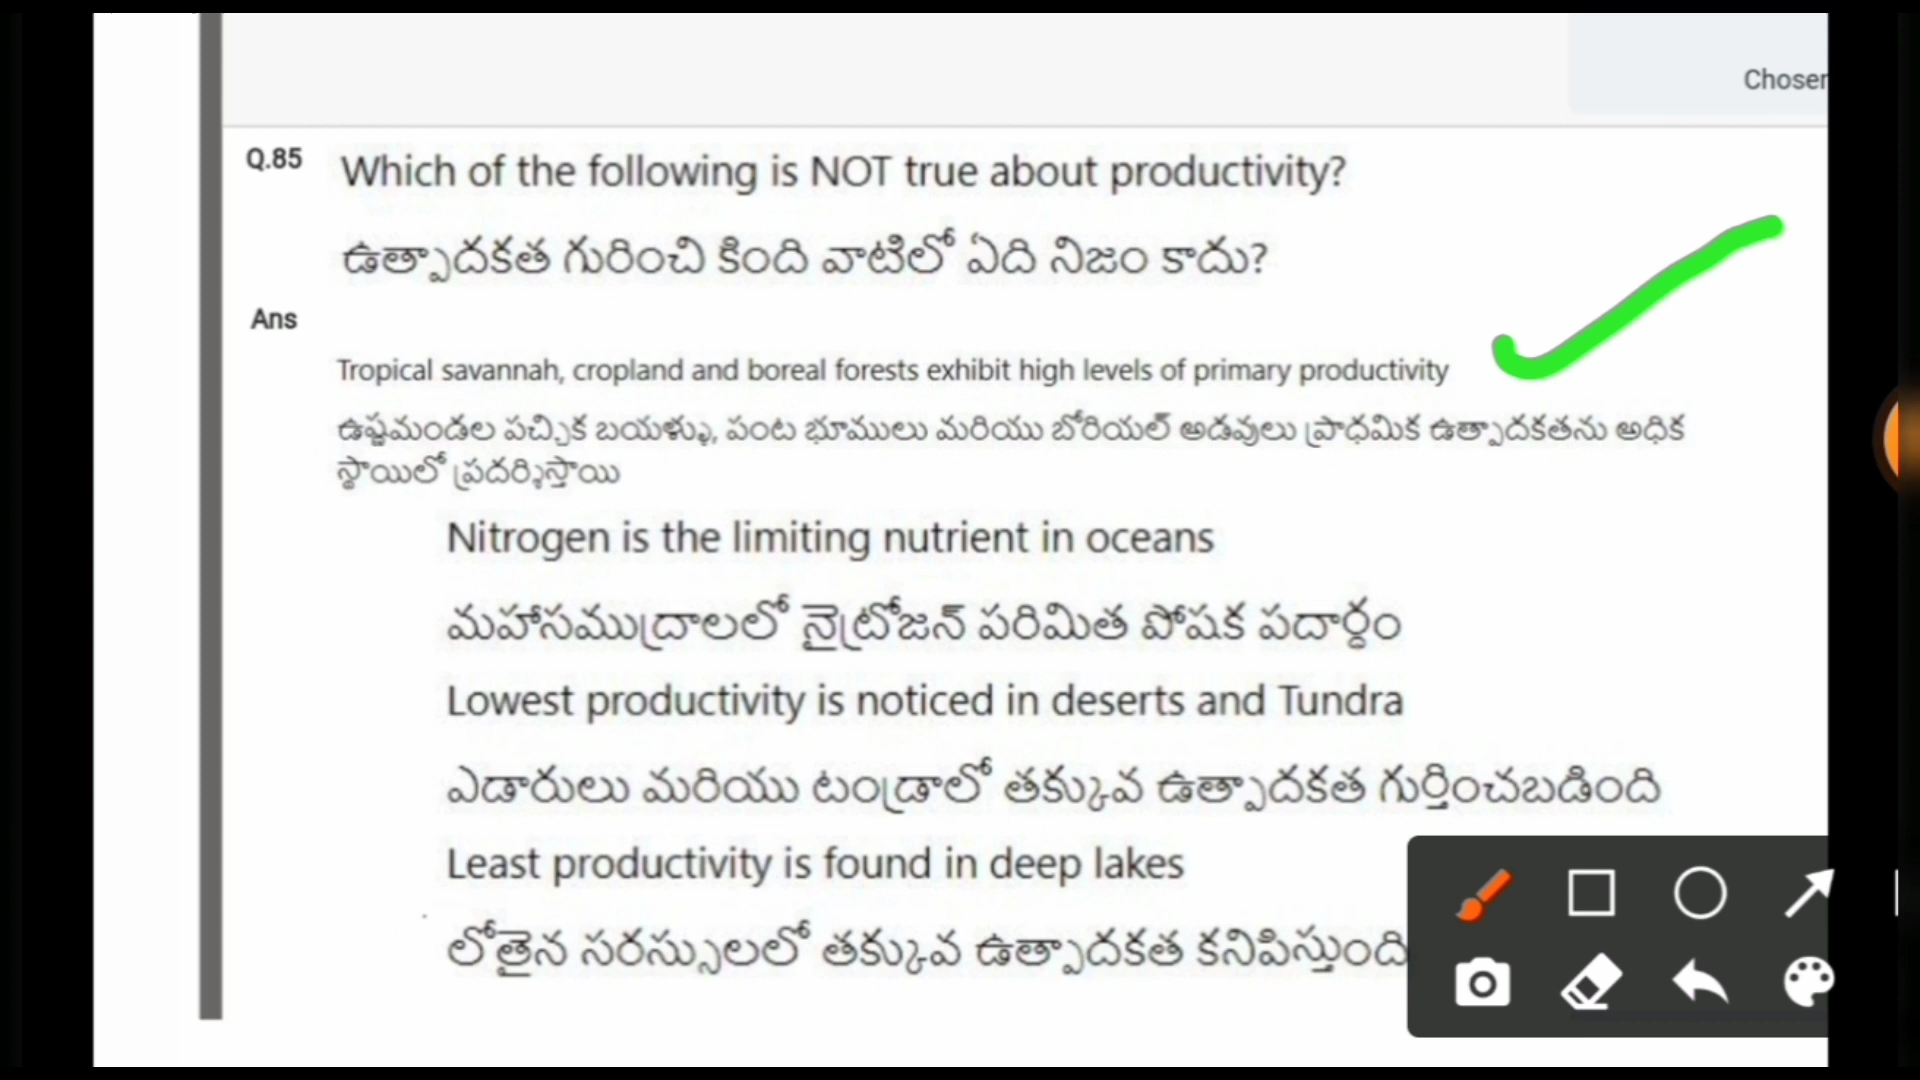 Chosen
Q.85 Which of the following is NOT true about productivity?
ఉత్పాదకత గురించి కింది వాటిలో ఏది నిజం కాదు?
Ans
Tropical savannah, cropland and boreal forests exhibit high levels of primary productivity
ఉష్ణమండల పచ్చిక బయళ్ళు, పంట భూములు మరియు బోరియల్ అడవులు ప్రాధమిక ఉత్పాదకతను అధిక
స్థాయిలో ప్రదర్శిస్తాయి
Nitrogen is the limiting nutrient in oceans
మహాసముద్రాలలో నైట్రోజన్ పరిమిత పోషక పదార్థం
Lowest productivity is noticed in deserts and Tundra
ఎడారులు మరియు టండ్రాలో తక్కువ ఉత్పాదకత గుర్తించబడింది
Least productivity is found in deep lakes
లోతైన సరస్సులలో తక్కువ ఉత్పాదకత కనిపిస్తుంది